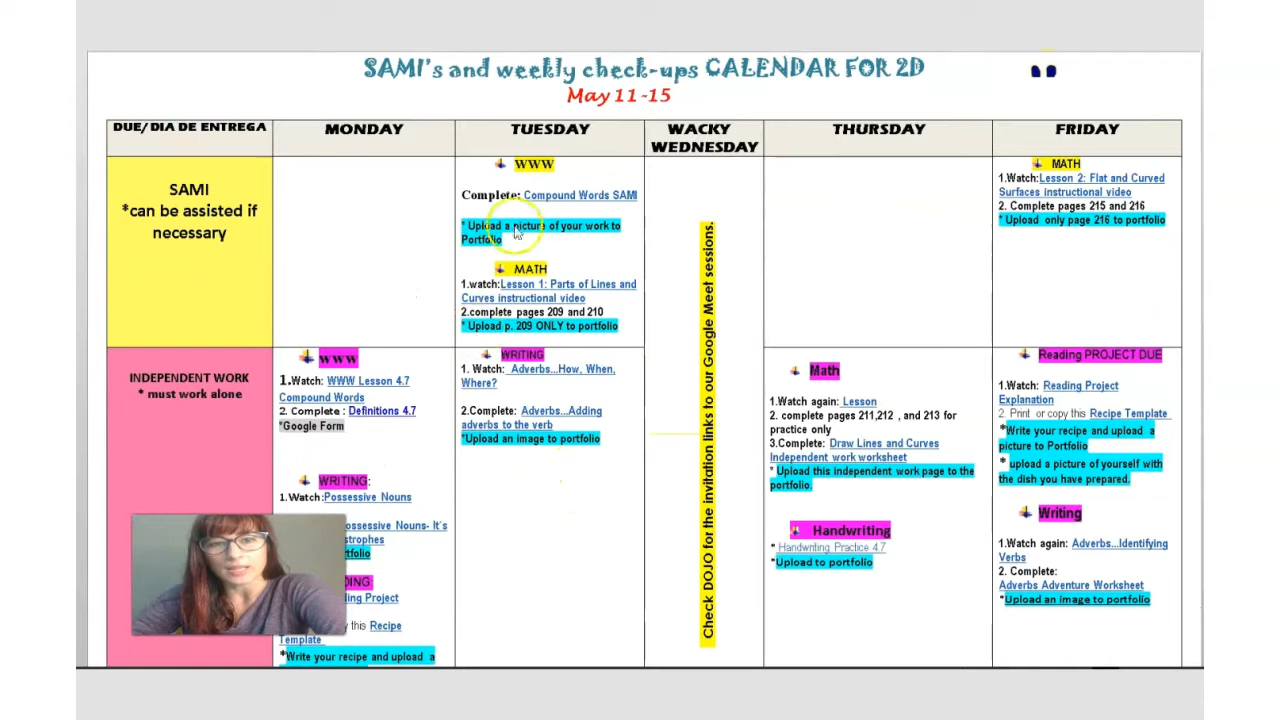 SAMI's and weekly check-ups CALENDAR FOR 2D
May 11-15
DUE/DIA DE ENTREGA
MONDAY
TUESDAY
WACKY
WEDNESDAY
THURSDAY
FRIDAY
SAMI
*can be assisted if
necessary
WWW
Complete: Compound Words SAMI
* Upload a picture of your work to
Portfolio
MATH
1.watch:Lesson 1: Parts of Lines and
Curves instructional video
2.complete pages 209 and 210
* Upload p. 209 ONLY to portfolio
Check DOJO for the invitation links to our Google Meet sessions.
MATH
1.Watch:Lesson 2: Flat and Curved
Surfaces instructional video
2. Complete pages 215 and 216
* Upload only page 216 to portfolio
INDEPENDENT WORK
* must work alone
WWW
1.Watch: WWW Lesson 4.7
Compound Words
2. Complete : Definitions 4.7
*Google Form
WRITING:
1.Watch:Possessive Nouns
ossessive Nouns- It's
strophes
tfolio
DING
ding Project
y this Recipe
Template
*Write your recipe and upload a
WRITING
1. Watch: Adverbs...How, When,
Where?
2.Complete: Adverbs...Adding
adverbs to the verb
*Upload an image to portfolio
Math
1.Watch again: Lesson
2. complete pages 211,212 , and 213 for
practice only
3.Complete: Draw Lines and Curves
Independent work worksheet
* Upload this independent work page to the
portfolio.
Handwriting
* Handwriting Practice 4.7
*Upload to portfolio
Reading PROJECT DUE
1.Watch: Reading Project
Explanation
2. Print or copy this Recipe Template
*Write your recipe and upload a
picture to Portfolio
* upload a picture of yourself with
the dish you have prepared.
Writing
1.Watch again: Adverbs...Identifying
Verbs
2. Complete:
Adverbs Adventure Worksheet
*Upload an image to portfolio